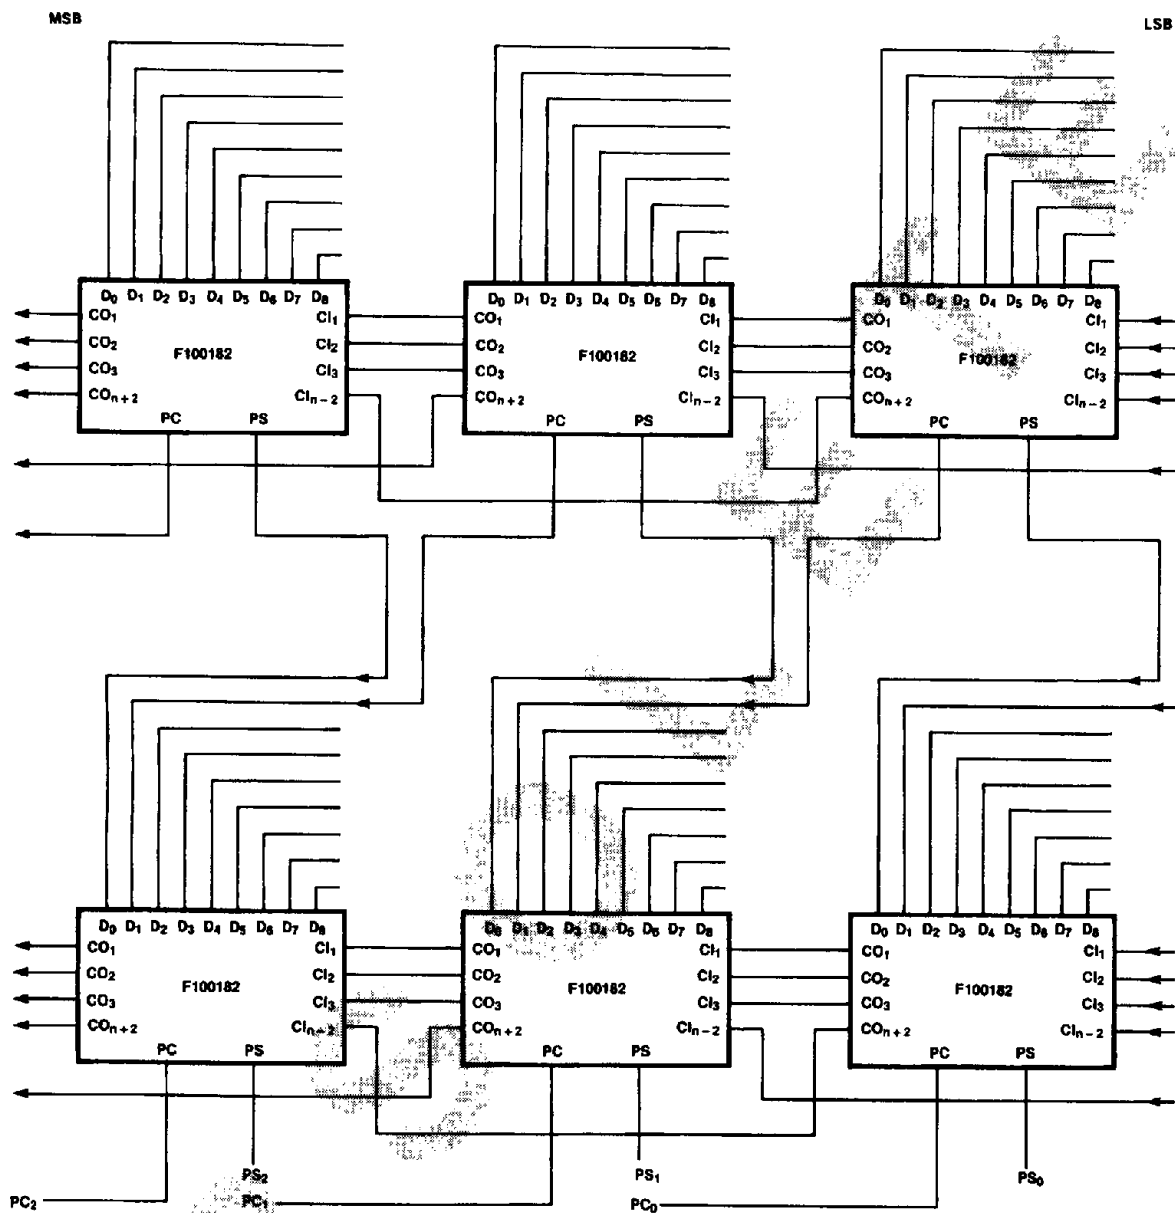 MSB
LSB
D0 D1 D2 D3 D4 D5 D6 D7 D8
CO1 CI1
CO2 CI2
F100182
CO3 CI3
COn+2 CIn-2
PC PS
D0 D1 D2 D3 D4 D5 D6 D7 D8
CO1 CI1
CO2 CI2
F100182
CO3 CI3
COn+2 CIn-2
PC PS
D0 D1 D2 D3 D4 D5 D6 D7 D8
CO1 CI1
CO2 CI2
F100182
CO3 CI3
COn+2 CIn-2
PC PS
D0 D1 D2 D3 D4 D5 D6 D7 D8
CO1 CI1
CO2 CI2
F100182
CO3 CI3
COn+2 CIn-2
PC PS
D0 D1 D2 D3 D4 D5 D6 D7 D8
CO1 CI1
CO2 CI2
F100182
CO3 CI3
COn+2 CIn-2
PC PS
D0 D1 D2 D3 D4 D5 D6 D7 D8
CO1 CI1
CO2 CI2
F100182
CO3 CI3
COn+2 CIn-2
PC PS
PS2 PS1 PS0
PC2 PC1 PC0